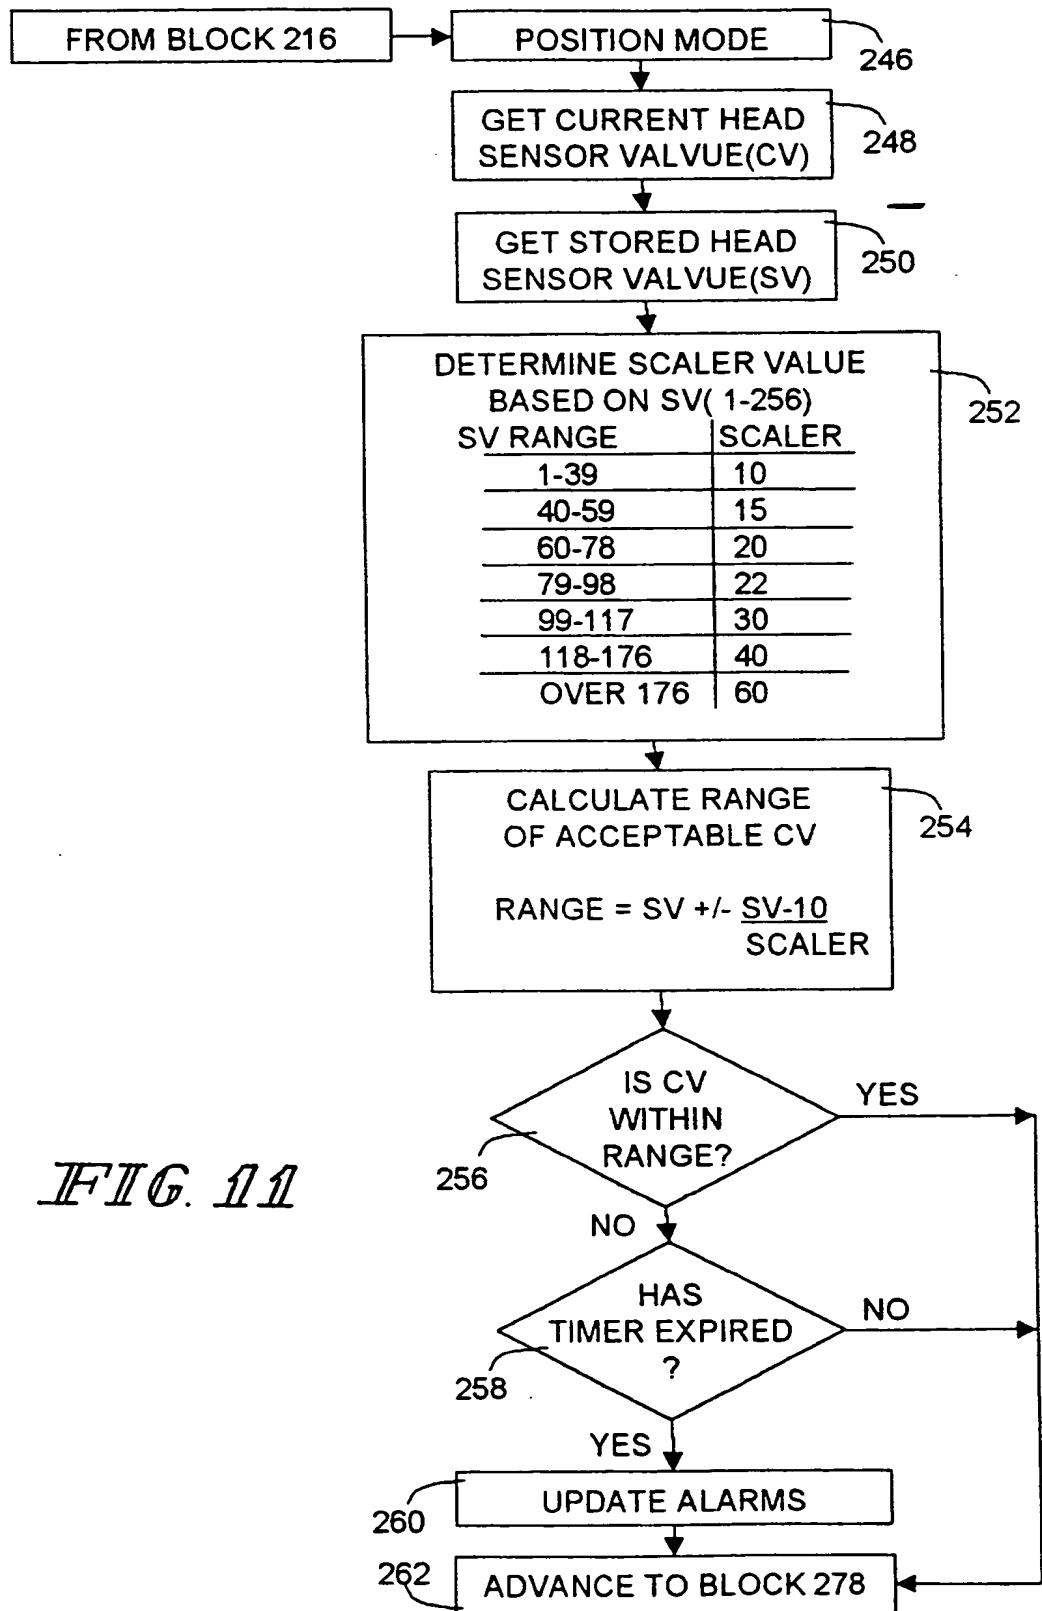 FROM BLOCK 216
POSITION MODE
246
GET CURRENT HEAD
SENSOR VALVUE(CV)
248
GET STORED HEAD
SENSOR VALVUE(SV)
250
DETERMINE SCALER VALUE
BASED ON SV( 1-256)
252
SV RANGE SCALER
1-39 10
40-59 15
60-78 20
79-98 22
99-117 30
118-176 40
OVER 176 60
CALCULATE RANGE
OF ACCEPTABLE CV
254
RANGE = SV +/- SV-10
SCALER
IS CV
WITHIN
RANGE?
YES
256
NO
FIG. 11
HAS
TIMER EXPIRED
?
NO
258
YES
UPDATE ALARMS
260
ADVANCE TO BLOCK 278
262